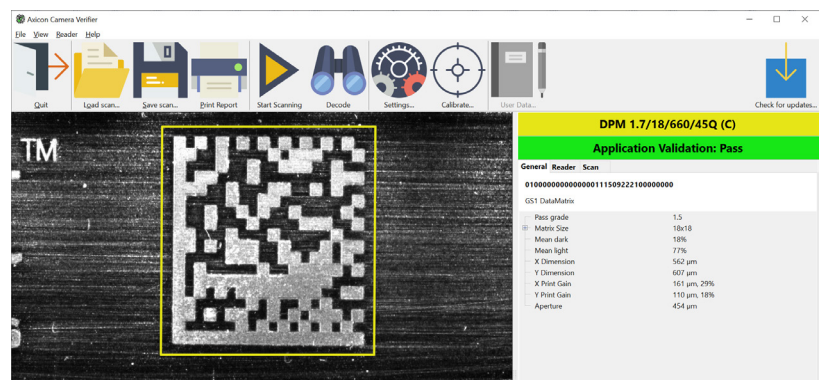 Axicon Camera Verifier
File View Reader Help
Quit Load scan... Save scan... Print Report Start Scanning Decode Settings... Calibrate... User Data... Check for updates...
TM
DPM 1.7/18/660/45Q (C)
Application Validation: Pass
General Reader Scan
0100000000000000111509222100000000
GS1 DataMatrix
Pass grade 1.5
Matrix Size 18x18
Mean dark 18%
Mean light 77%
X Dimension 562 µm
Y Dimension 607 µm
X Print Gain 161 µm, 29%
Y Print Gain 110 µm, 18%
Aperture 454 µm